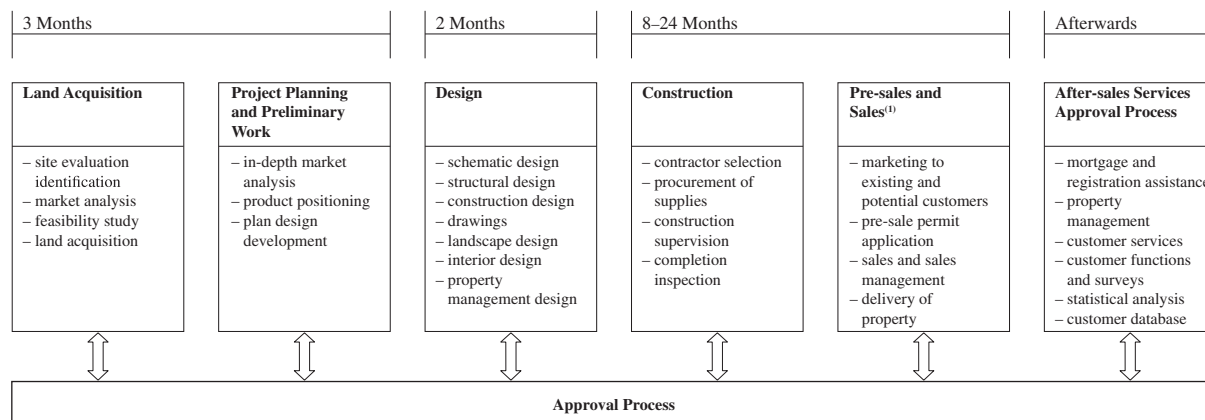 3 Months
2 Months
8–24 Months
Afterwards
Land Acquisition
– site evaluation
identification
– market analysis
– feasibility study
– land acquisition
Project Planning
and Preliminary
Work
– in-depth market
analysis
– product positioning
– plan design
development
Design
– schematic design
– structural design
– construction design
– drawings
– landscape design
– interior design
– property
management design
Construction
– contractor selection
– procurement of
supplies
– construction
supervision
– completion
inspection
Pre-sales and
Sales(1)
– marketing to
existing and
potential customers
– pre-sale permit
application
– sales and sales
management
– delivery of
property
After-sales Services
Approval Process
– mortgage and
registration assistance
– property
management
– customer services
– customer functions
and surveys
– statistical analysis
– customer database
Approval Process